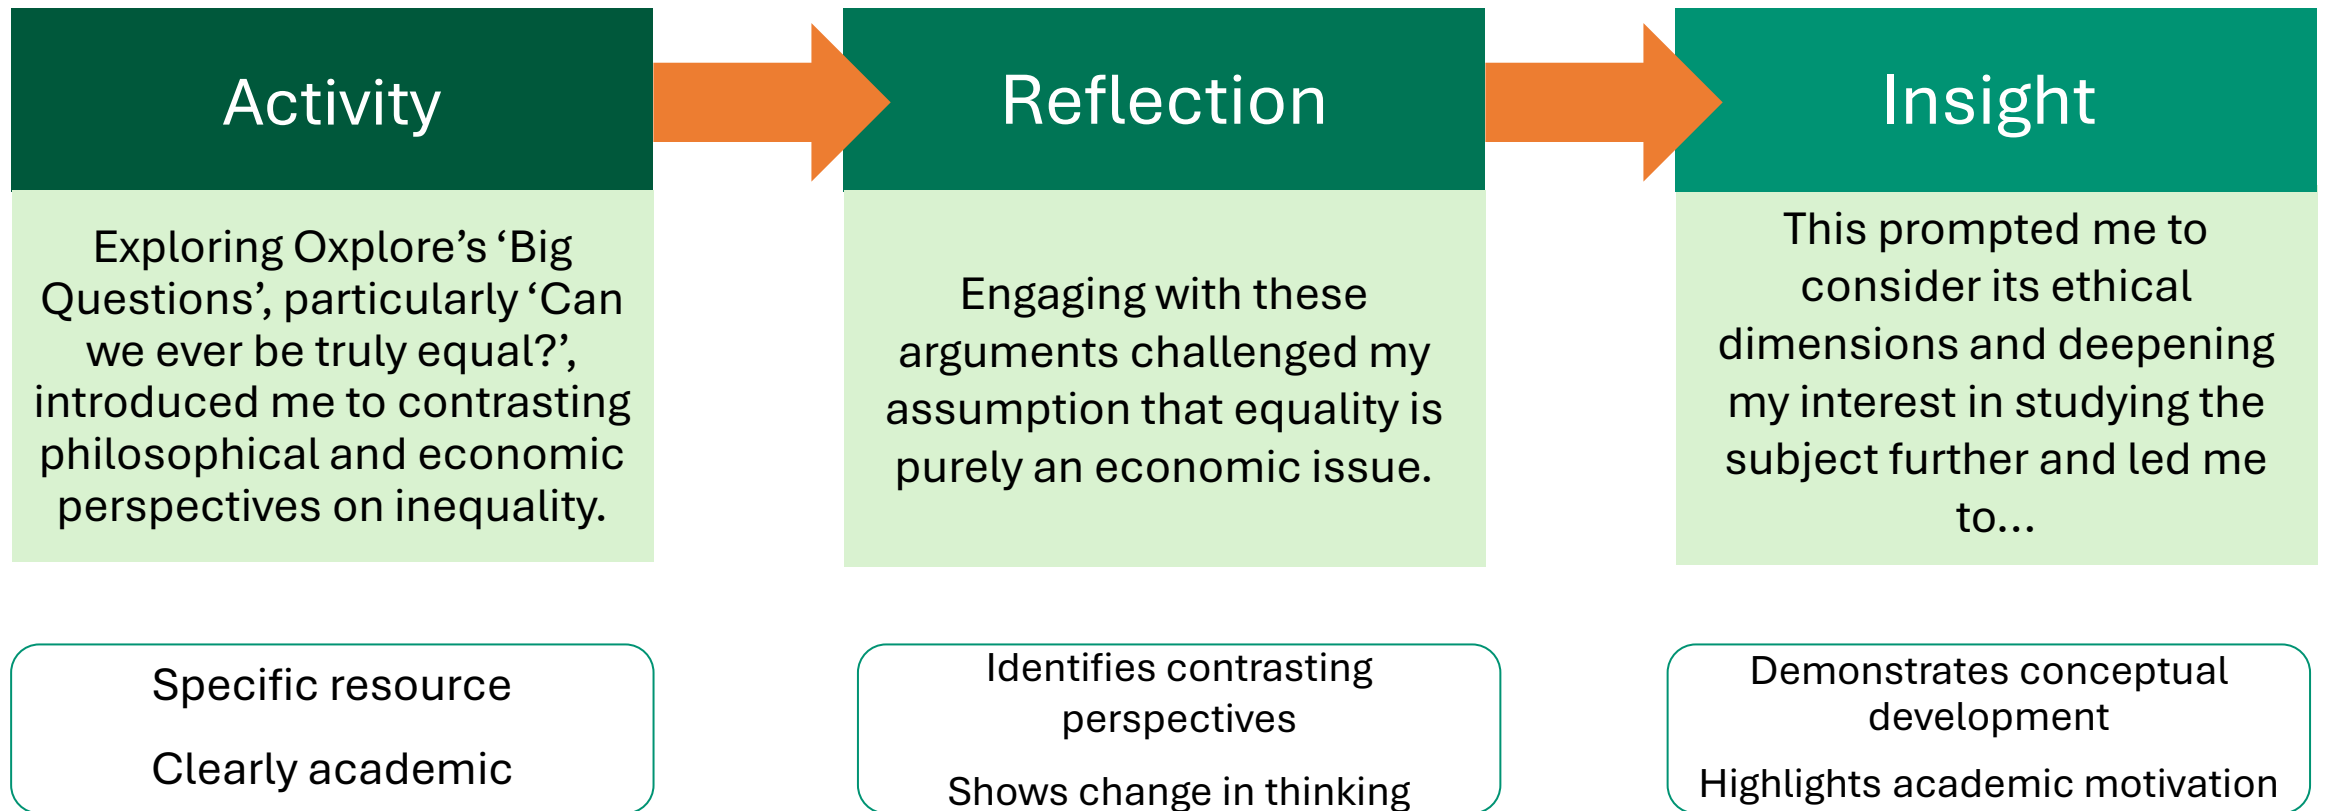 Activity
Exploring Oxplore’s ‘Big
Questions’, particularly ‘Can
we ever be truly equal?’,
introduced me to contrasting
philosophical and economic
perspectives on inequality.
Specific resource
Clearly academic
Reflection
Engaging with these
arguments challenged my
assumption that equality is
purely an economic issue.
Identifies contrasting
perspectives
Shows change in thinking
Insight
This prompted me to
consider its ethical
dimensions and deepening
my interest in studying the
subject further and led me
to...
Demonstrates conceptual
development
Highlights academic motivation